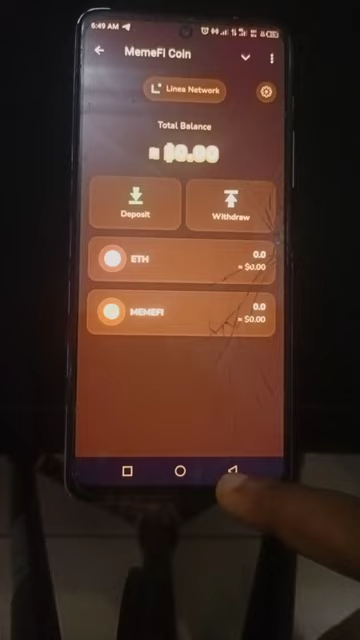 6:49 AM
MemeFi Coin
Linea Network
Total Balance
≈ $0.00
Deposit
Withdraw
ETH
0.0
≈ $0.00
MEMEFI
0.0
≈ $0.00